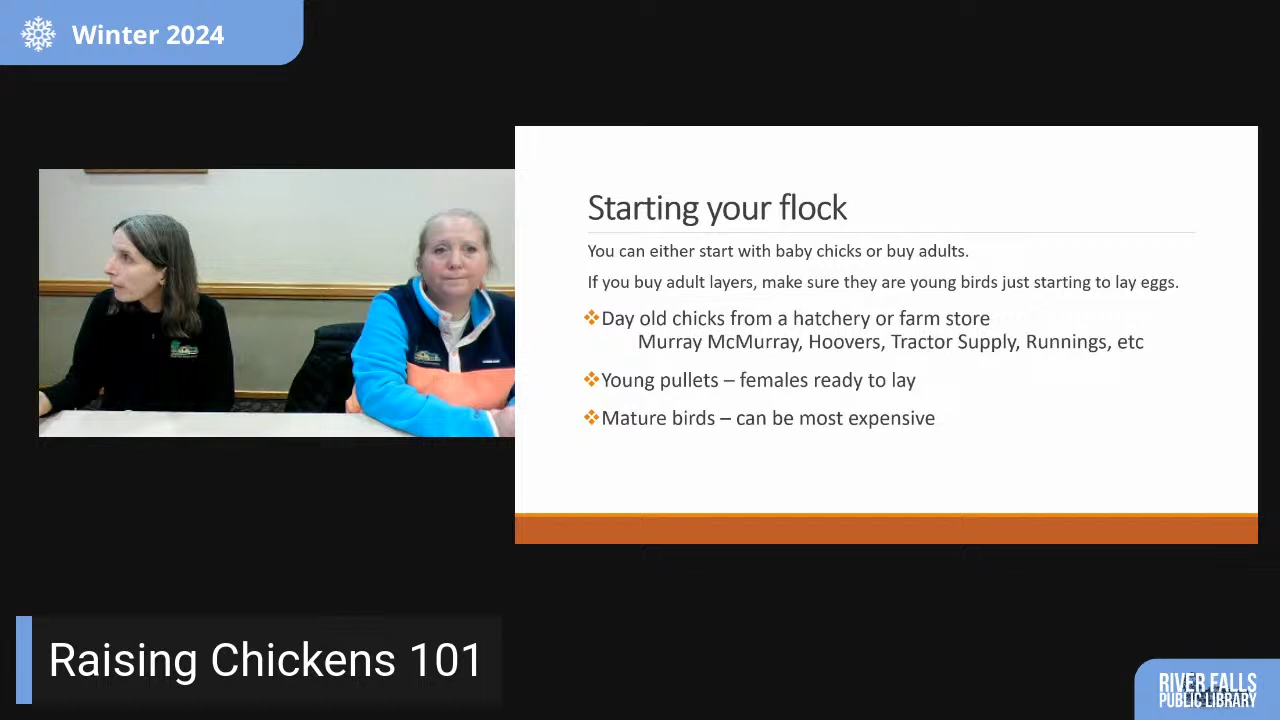 Winter 2024
Starting your flock
You can either start with baby chicks or buy adults.
If you buy adult layers, make sure they are young birds just starting to lay eggs.
❖Day old chicks from a hatchery or farm store
Murray McMurray, Hoovers, Tractor Supply, Runnings, etc
❖Young pullets – females ready to lay
❖Mature birds – can be most expensive
Raising Chickens 101
RIVER FALLS
PUBLIC LIBRARY